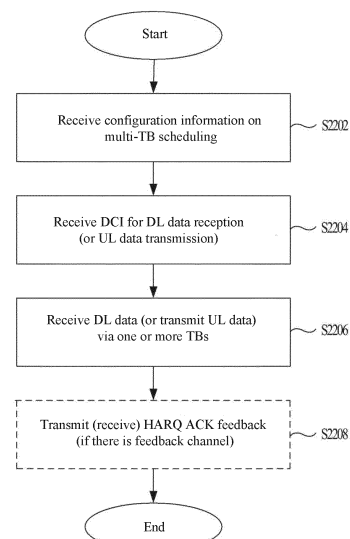 Start
Receive configuration information on
multi-TB scheduling
S2202
Receive DCI for DL data reception
(or UL data transmission)
S2204
Receive DL data (or transmit UL data)
via one or more TBs
S2206
Transmit (receive) HARQ ACK feedback
(if there is feedback channel)
S2208
End